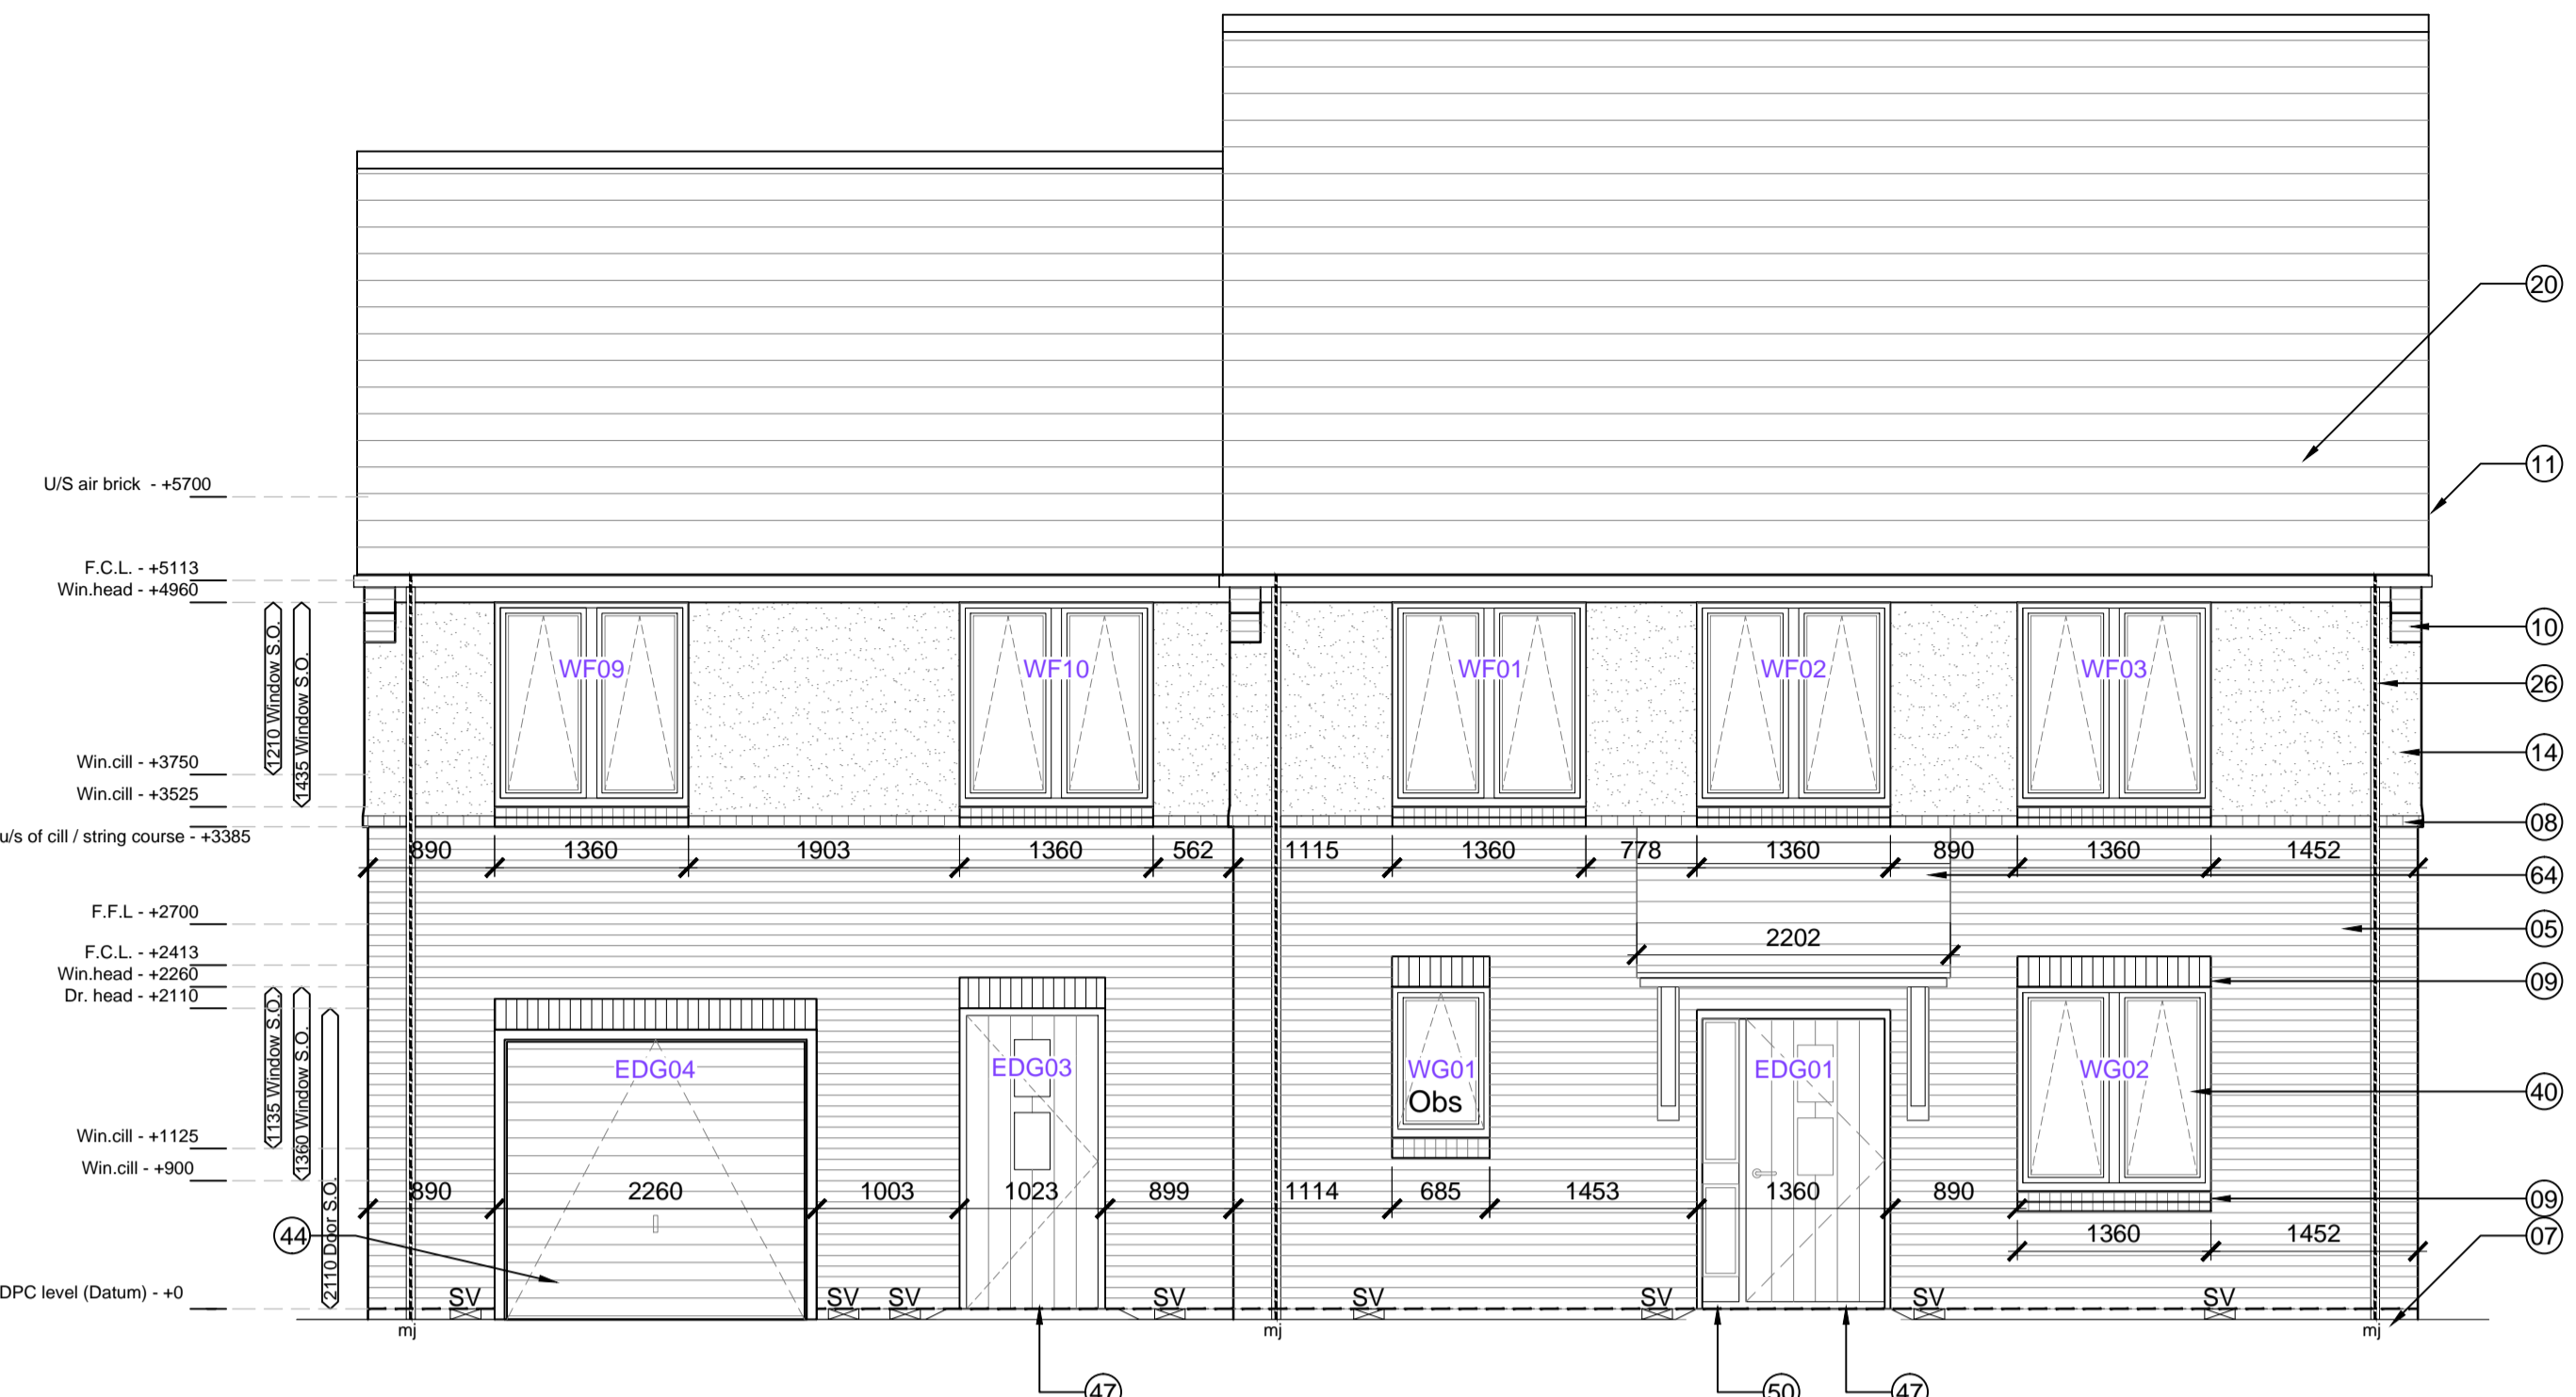 20
U/S air brick - +5700
11
F.C.L. - +5113
Win.head - +4960
1210 Window S.O.
1435 Window S.O.
10
WF09
WF10
WF01
WF02
WF03
26
Win.cill - +3750
14
Win.cill - +3525
08
u/s of cill / string course - +3385
890 1360 1903 1360 562 1115 1360 778 1360 890 1360 1452
64
F.F.L - +2700
05
2202
F.C.L. - +2413
Win.head - +2260
09
Dr. head - +2110
1135 Window S.O.
1360 Window S.O.
2110 Door S.O.
EDG04
EDG03
WG01
Obs
EDG01
WG02
40
Win.cill - +1125
Win.cill - +900
890 2260 1003 1023 899 1114 685 1453 1360 890
09
44
1360 1452
07
DPC level (Datum) - +0
SV SV SV SV SV SV SV SV
mj mj mj
47 50 47